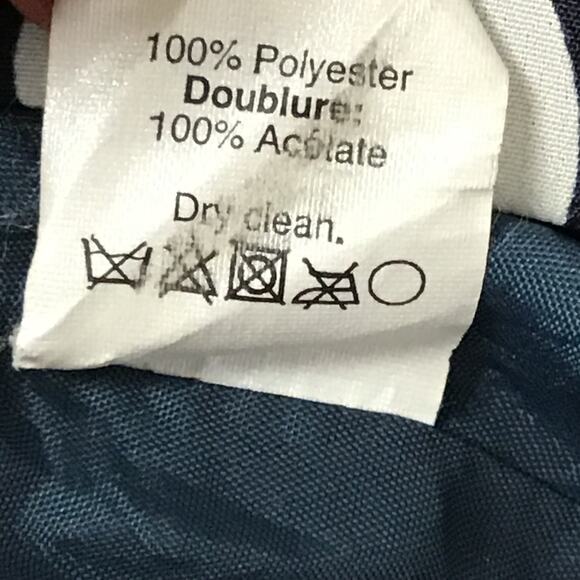 100% Polyester
Doublure:
100% Acétate
Dry clean.